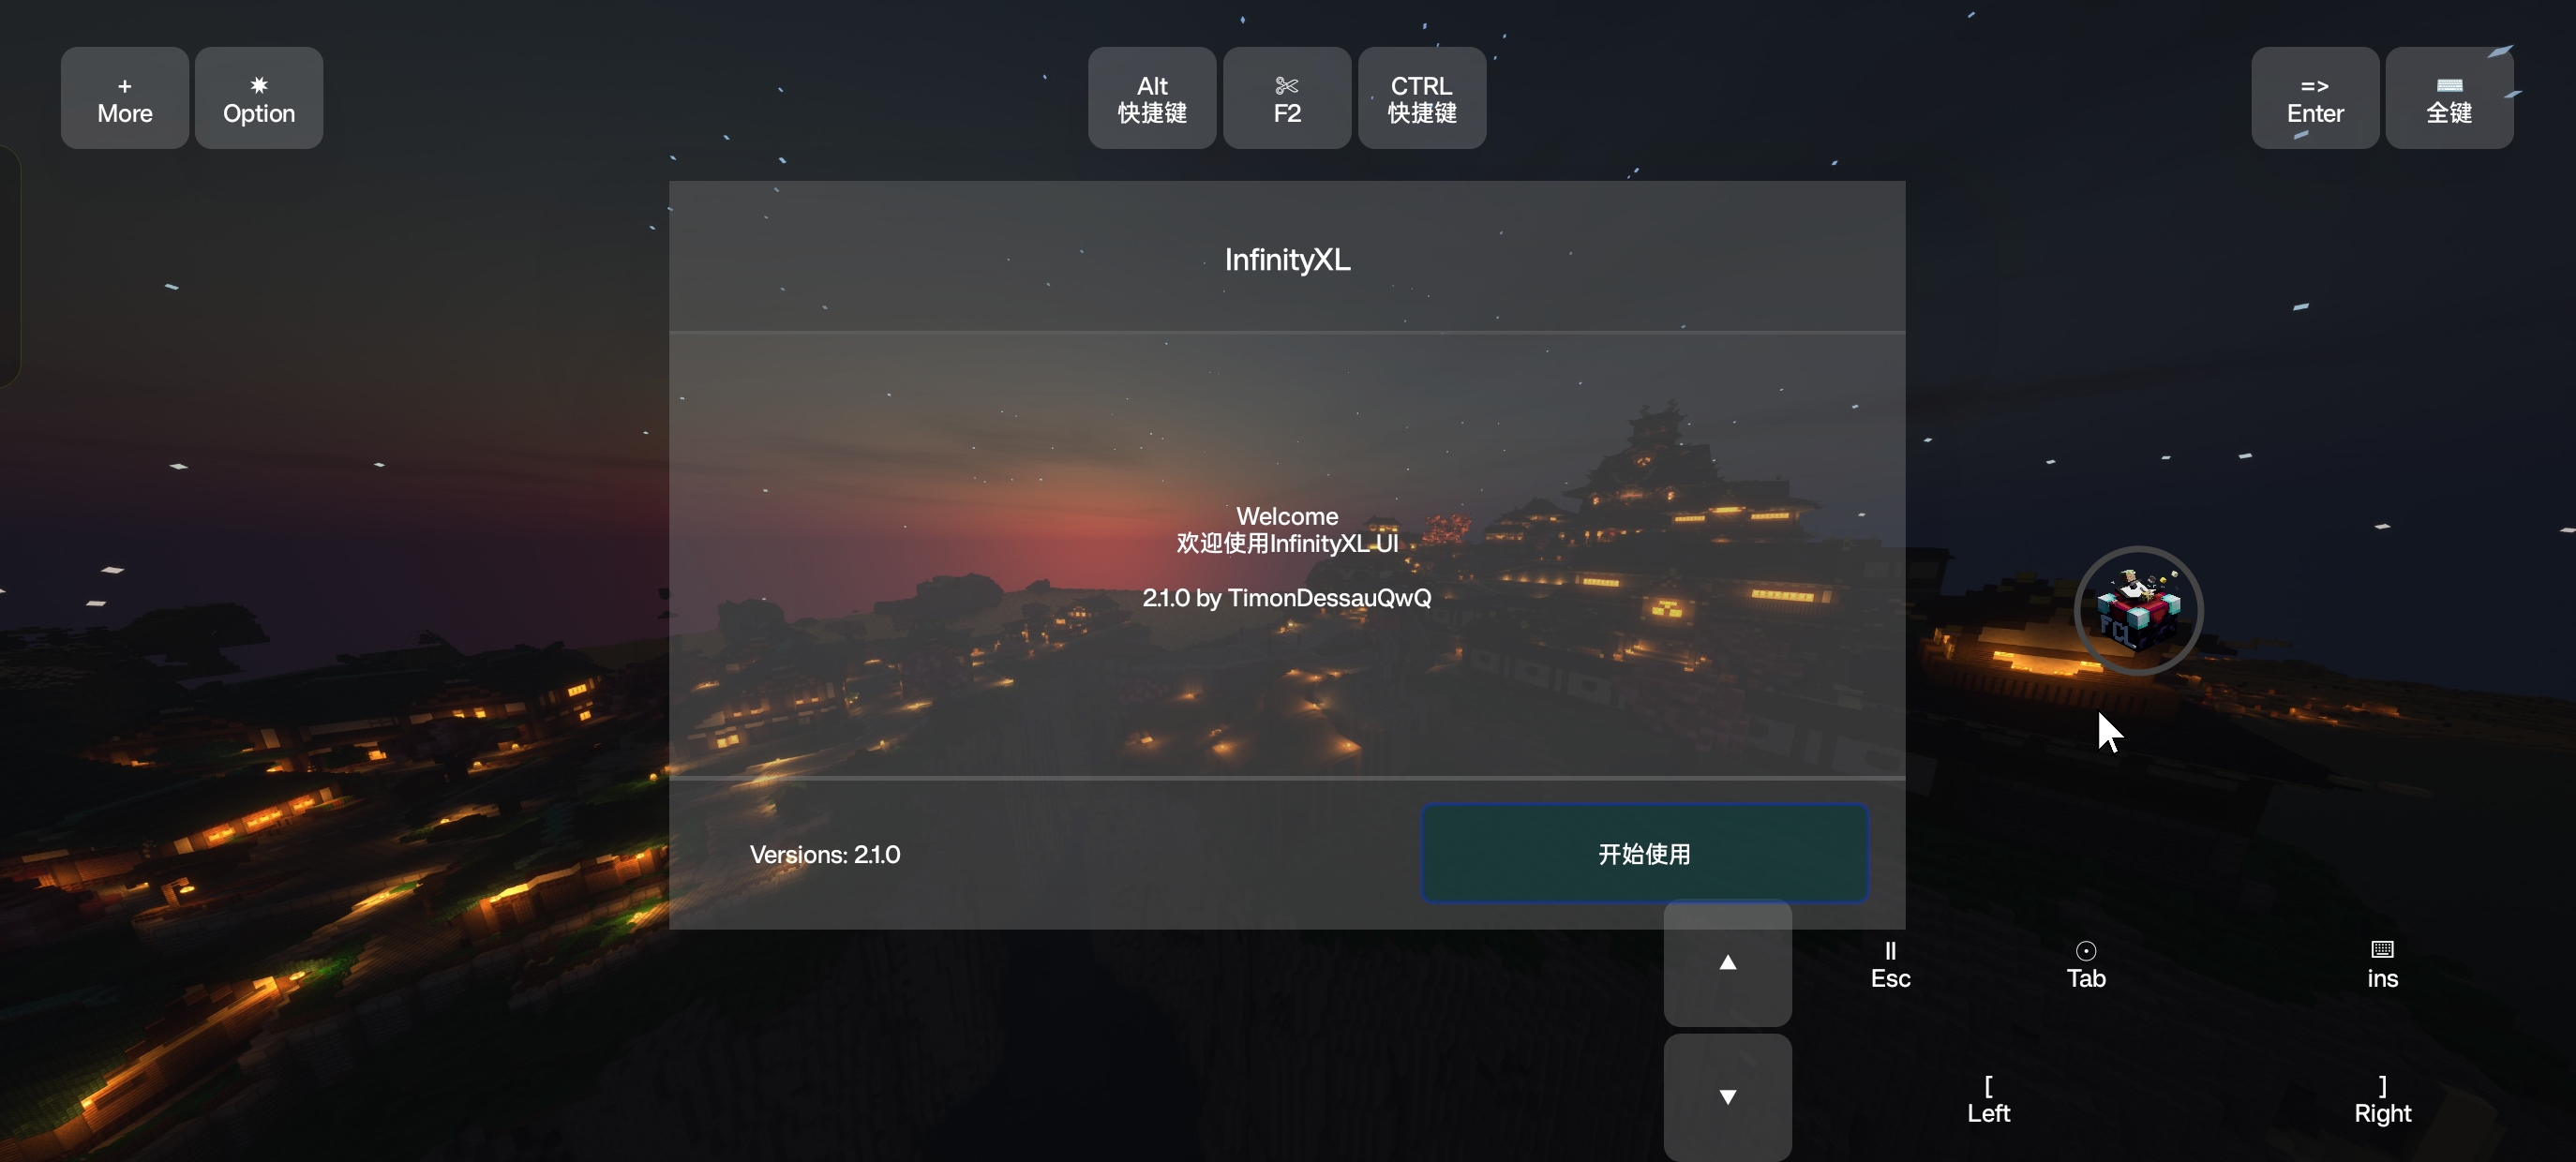 +
More
✷
Option
Alt
快捷键
✂
F2
CTRL
快捷键
=>
Enter
⌨
全键
InfinityXL
Welcome
欢迎使用InfinityXL UI
2.1.0 by TimonDessauQwQ
FCL
Versions: 2.1.0
开始使用
▲
▼
II
Esc
⊙
Tab
⌨
ins
[
Left
]
Right